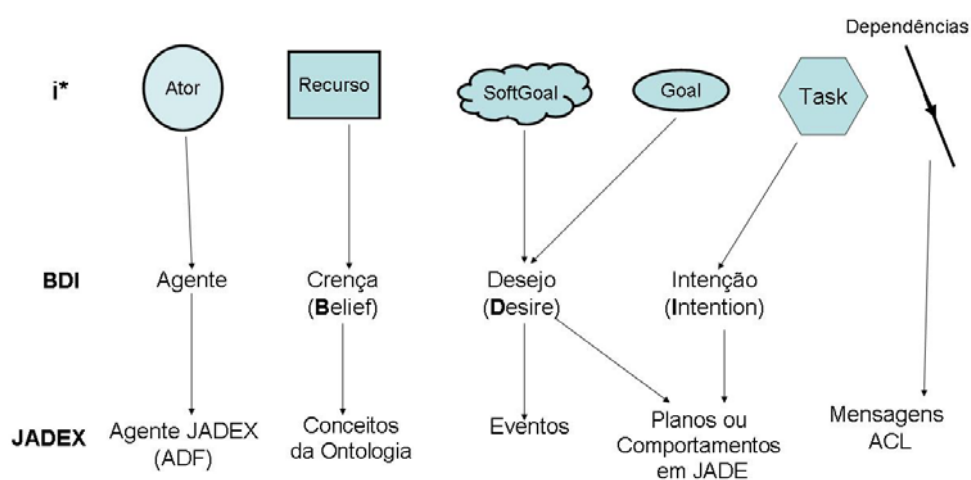 Dependências
i*
Ator
Recurso
SoftGoal
Goal
Task
BDI
Agente
Crença
(Belief)
Desejo
(Desire)
Intenção
(Intention)
JADEX
Agente JADEX
(ADF)
Conceitos
da Ontologia
Eventos
Planos ou
Comportamentos
em JADE
Mensagens
ACL